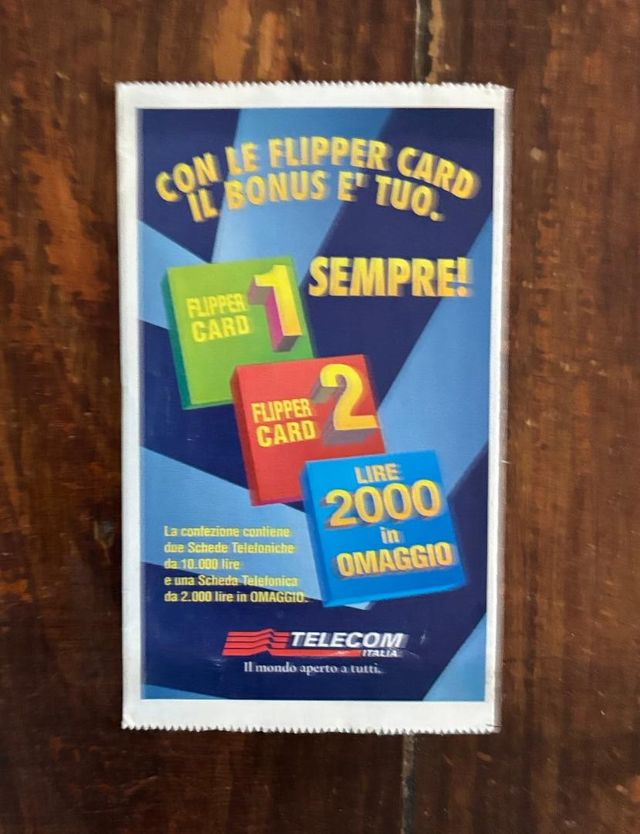 CON LE FLIPPER CARD
IL BONUS E' TUO.
SEMPRE!
FLIPPER
CARD 1
FLIPPER
CARD 2
LIRE
2000
in
OMAGGIO
La confezione contiene
due Schede Telefoniche
da 10.000 lire
e una Scheda Telefonica
da 2.000 lire in OMAGGIO.
TELECOM
ITALIA
Il mondo aperto a tutti.